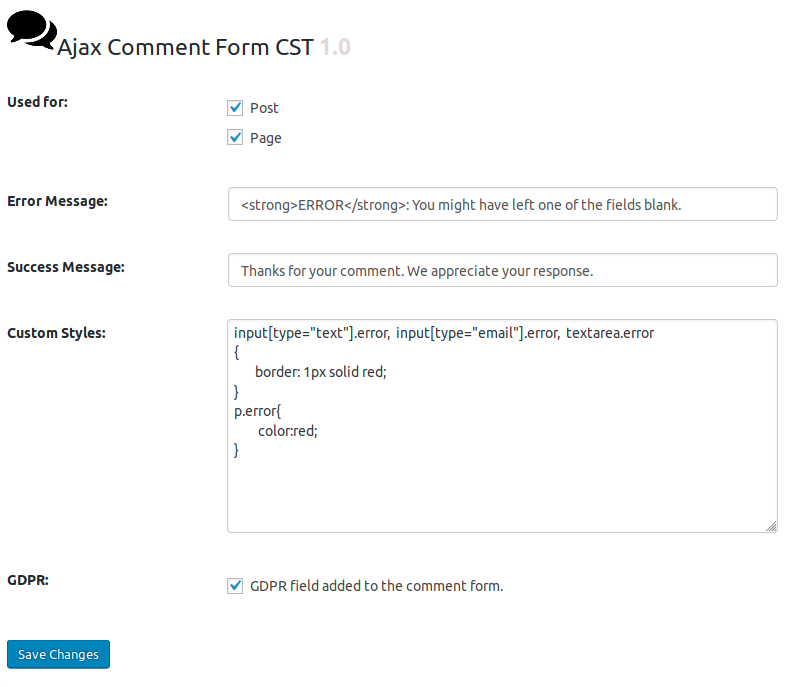 Ajax Comment Form CST 1.0
Used for:
Post
Page
Error Message:
<strong>ERROR</strong>: You might have left one of the fields blank.
Success Message:
Thanks for your comment. We appreciate your response.
Custom Styles:
input[type="text"].error, input[type="email"].error, textarea.error
{
border: 1px solid red;
}
p.error{
color:red;
}
GDPR:
GDPR field added to the comment form.
Save Changes